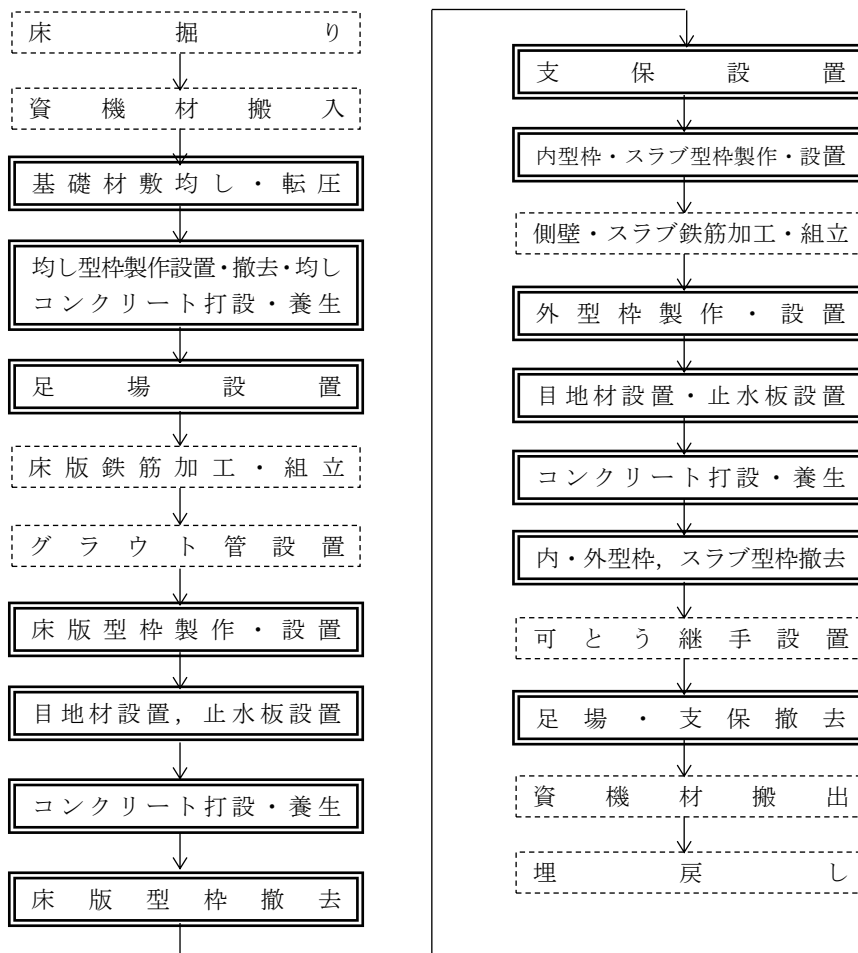 床掘り
資機材搬入
基礎材敷均し・転圧
均し型枠製作設置・撤去・均し
コンクリート打設・養生
足場設置
床版鉄筋加工・組立
グラウト管設置
床版型枠製作・設置
目地材設置，止水板設置
コンクリート打設・養生
床版型枠撤去
支保設置
内型枠・スラブ型枠製作・設置
側壁・スラブ鉄筋加工・組立
外型枠製作・設置
目地材設置・止水板設置
コンクリート打設・養生
内・外型枠，スラブ型枠撤去
可とう継手設置
足場・支保撤去
資機材搬出
埋戻し